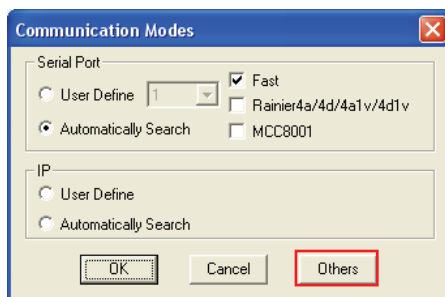 Communication Modes
Serial Port
User Define 1
Automatically Search
Fast
Rainier4a/4d/4a1v/4d1v
MCC8001
IP
User Define
Automatically Search
OK Cancel Others